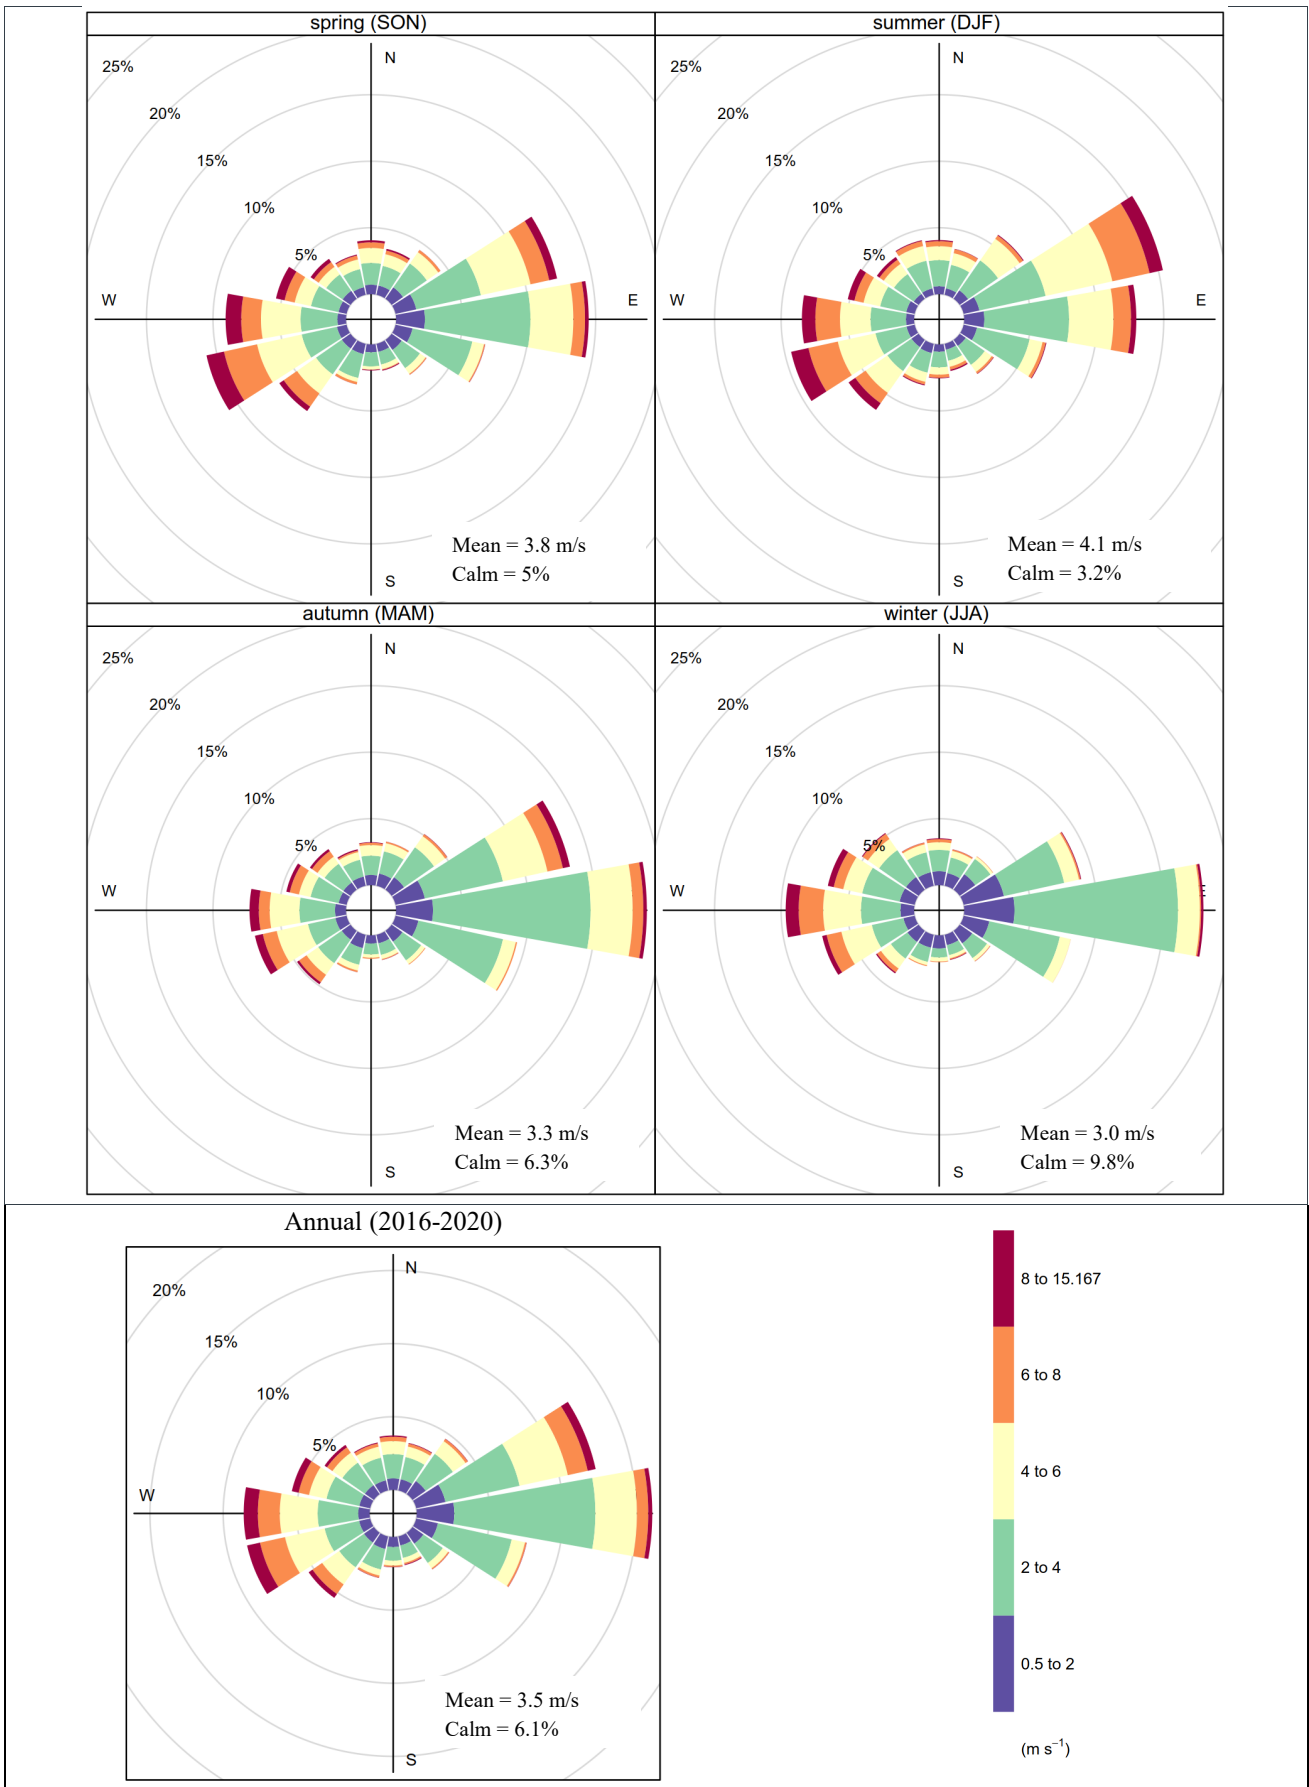 spring (SON)
summer (DJF)
25%
N
20%
15%
10%
5%
W
E
Mean = 3.8 m/s
Calm = 5%
S
25%
N
20%
15%
10%
5%
W
E
Mean = 4.1 m/s
Calm = 3.2%
S
autumn (MAM)
winter (JJA)
25%
N
20%
15%
10%
5%
W
Mean = 3.3 m/s
Calm = 6.3%
S
25%
N
20%
15%
10%
5%
W
E
Mean = 3.0 m/s
Calm = 9.8%
S
Annual (2016-2020)
N
20%
15%
10%
5%
W
Mean = 3.5 m/s
Calm = 6.1%
S
8 to 15.167
6 to 8
4 to 6
2 to 4
0.5 to 2
(m s⁻¹)